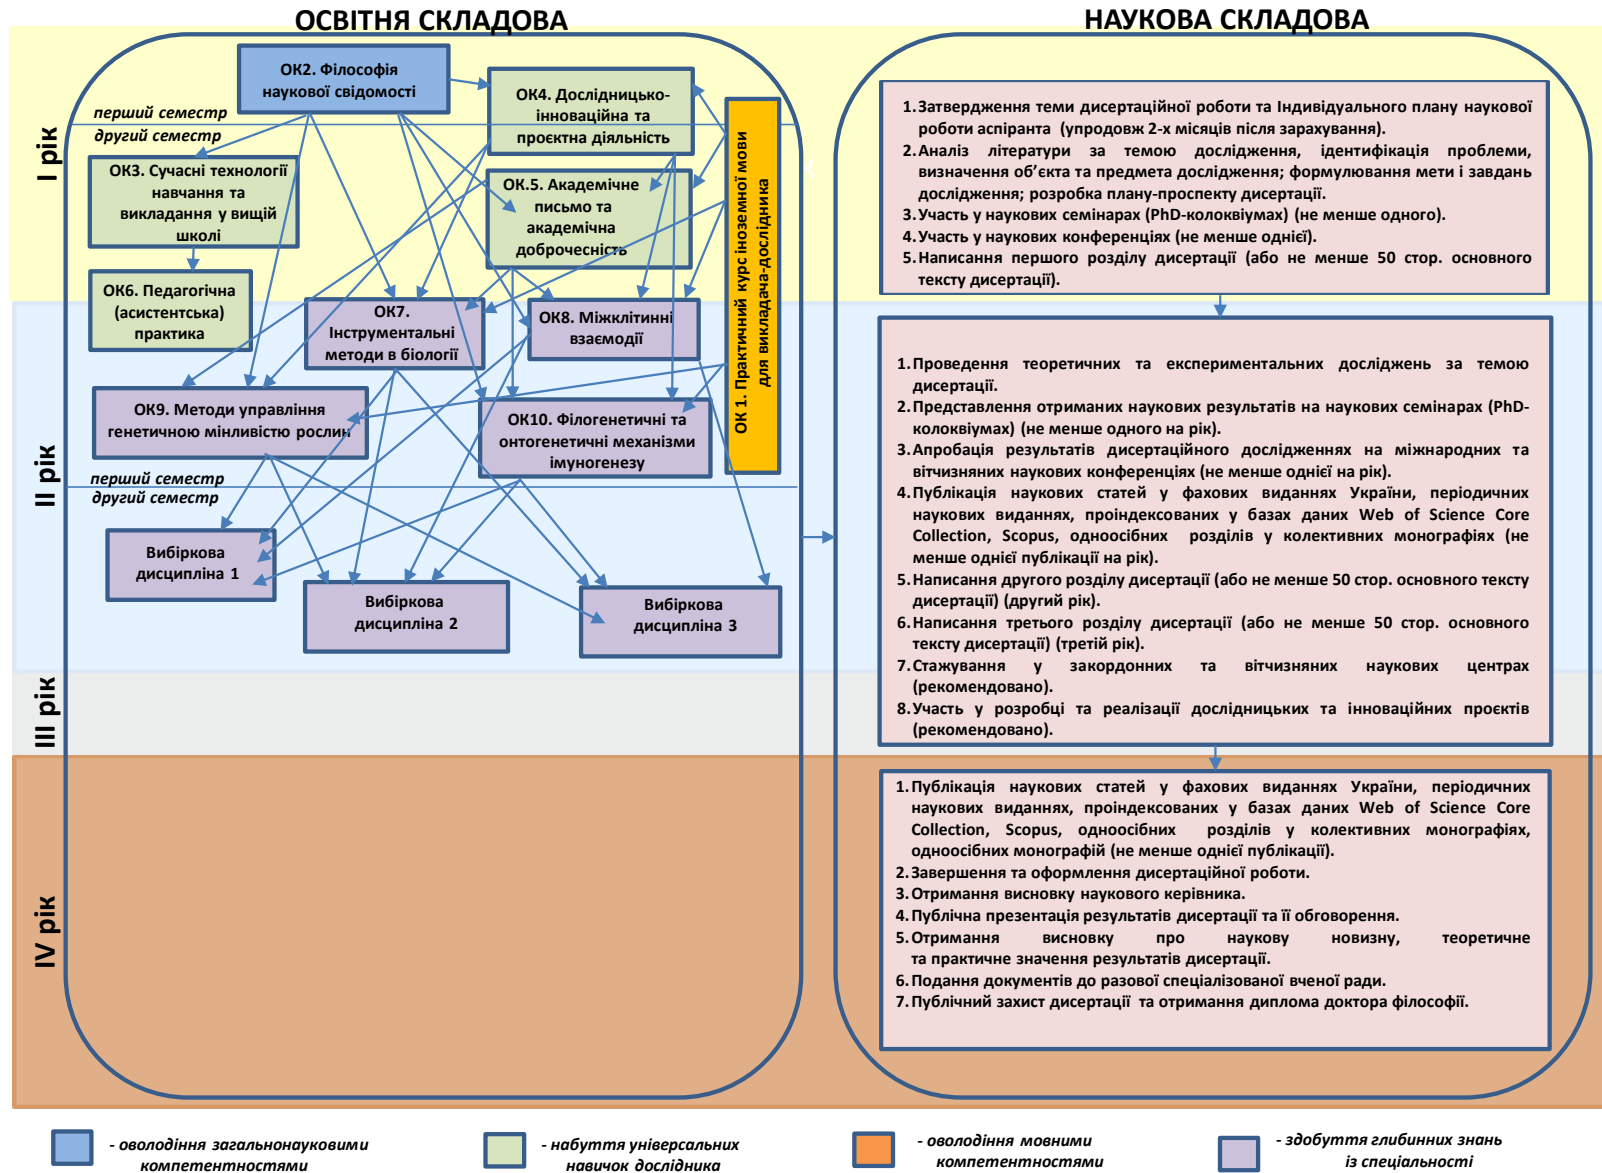 ОСВІТНЯ СКЛАДОВА
НАУКОВА СКЛАДОВА
І рік
ІІ рік
ІІІ рік
IV рік
перший семестр
другий семестр
ОК2. Філософія
наукової свідомості
ОК4. Дослідницько-
інноваційна та
проєктна діяльність
ОК3. Сучасні технології
навчання та
викладання у вищій
школі
ОК.5. Академічне
письмо та
академічна
доброчесність
ОК 1. Практичний курс іноземної мови
для викладача-дослідника
ОК6. Педагогічна
(асистентська)
практика
ОК7.
Інструментальні
методи в біології
ОК8. Міжклітинні
взаємодії
ОК9. Методи управління
генетичною мінливістю рослин
ОК10. Філогенетичні та
онтогенетичні механізми
імуногенезу
перший семестр
другий семестр
Вибіркова
дисципліна 1
Вибіркова
дисципліна 2
Вибіркова
дисципліна 3
1. Затвердження теми дисертаційної роботи та Індивідуального плану наукової
роботи аспіранта (упродовж 2-х місяців після зарахування).
2. Аналіз літератури за темою дослідження, ідентифікація проблеми,
визначення об’єкта та предмета дослідження; формулювання мети і завдань
дослідження; розробка плану-проспекту дисертації.
3. Участь у наукових семінарах (PhD-колоквіумах) (не менше одного).
4. Участь у наукових конференціях (не менше однієї).
5. Написання першого розділу дисертації (або не менше 50 стор. основного
тексту дисертації).
1. Проведення теоретичних та експериментальних досліджень за темою
дисертації.
2. Представлення отриманих наукових результатів на наукових семінарах (PhD-
колоквіумах) (не менше одного на рік).
3. Апробація результатів дисертаційного дослідженнях на міжнародних та
вітчизняних наукових конференціях (не менше однієї на рік).
4. Публікація наукових статей у фахових виданнях України, періодичних
наукових виданнях, проіндексованих у базах даних Web of Science Core
Collection, Scopus, одноосібних розділів у колективних монографіях (не
менше однієї публікації на рік).
5. Написання другого розділу дисертації (або не менше 50 стор. основного тексту
дисертації) (другий рік).
6. Написання третього розділу дисертації (або не менше 50 стор. основного
тексту дисертації) (третій рік).
7. Стажування у закордонних та вітчизняних наукових центрах
(рекомендовано).
8. Участь у розробці та реалізації дослідницьких та інноваційних проєктів
(рекомендовано).
1. Публікація наукових статей у фахових виданнях України, періодичних
наукових виданнях, проіндексованих у базах даних Web of Science Core
Collection, Scopus, одноосібних розділів у колективних монографіях,
одноосібних монографій (не менше однієї публікації).
2. Завершення та оформлення дисертаційної роботи.
3. Отримання висновку наукового керівника.
4. Публічна презентація результатів дисертації та її обговорення.
5. Отримання висновку про наукову новизну, теоретичне
та практичне значення результатів дисертації.
6. Подання документів до разової спеціалізованої вченої ради.
7. Публічний захист дисертації та отримання диплома доктора філософії.
- оволодіння загальнонауковими
компетентностями
- набуття універсальних
навичок дослідника
- оволодіння мовними
компетентностями
- здобуття глибинних знань
із спеціальності